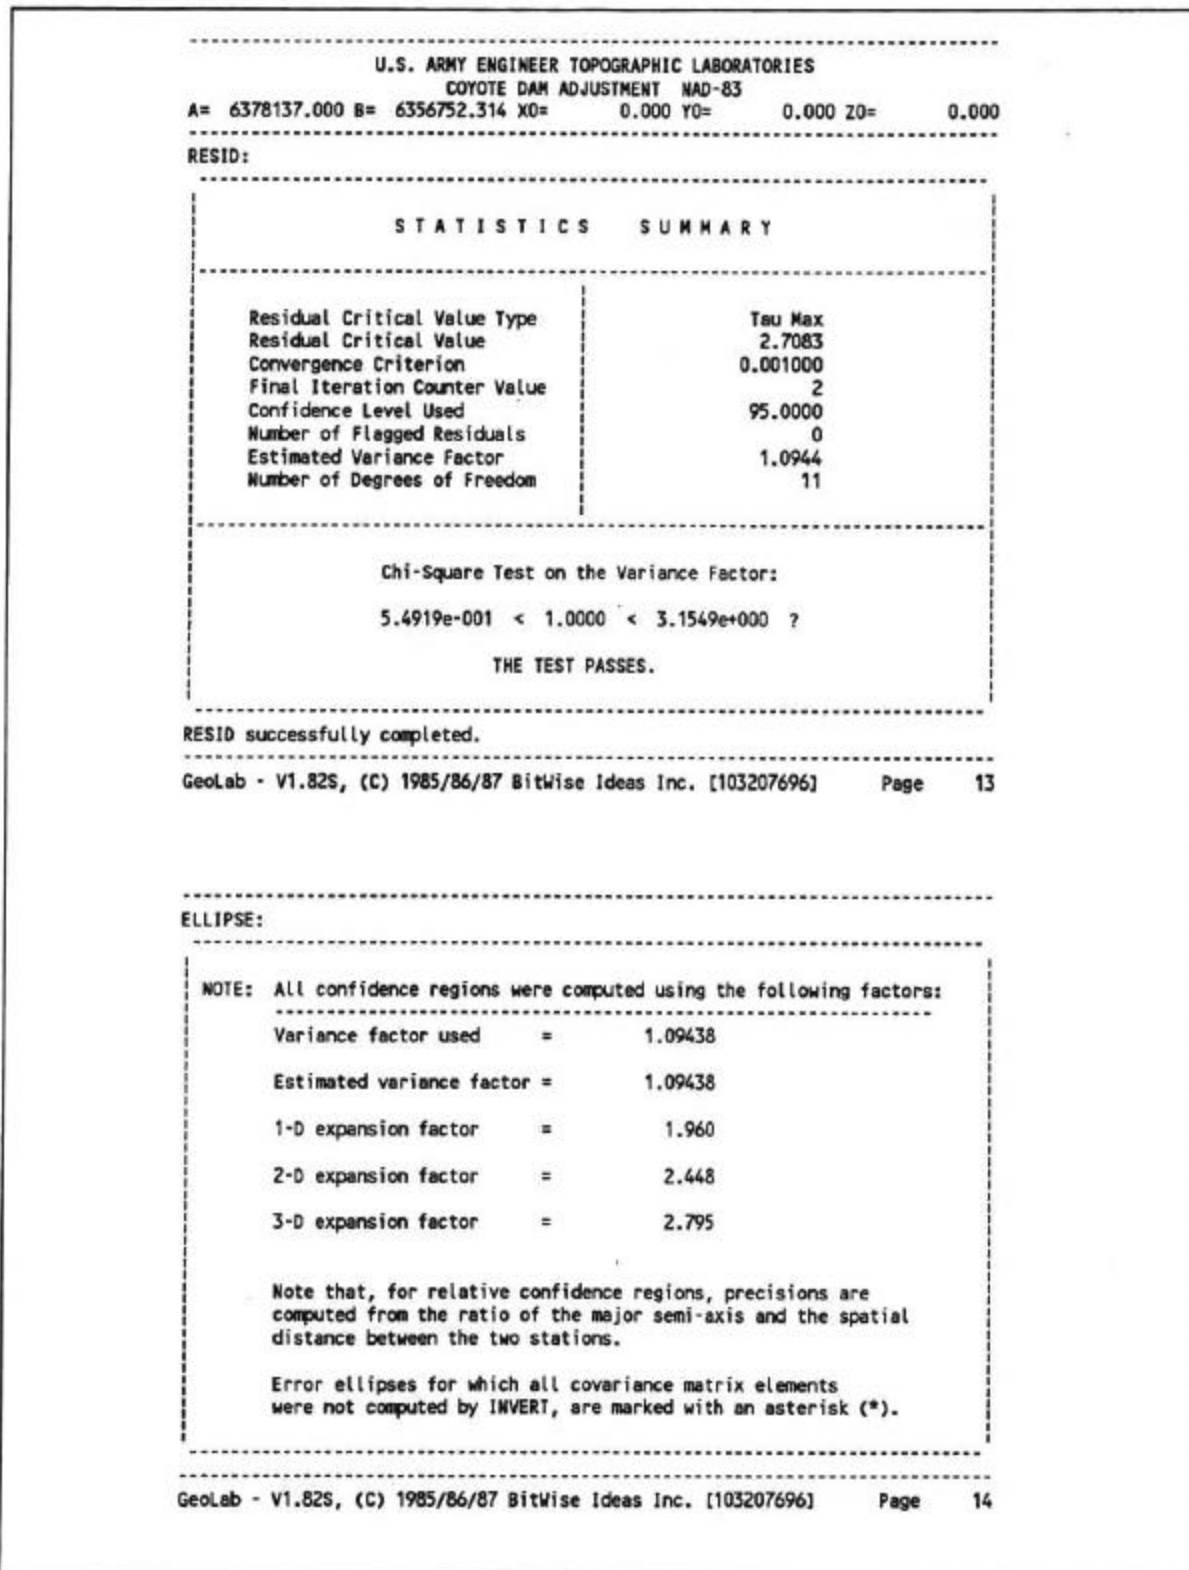 U.S. ARMY ENGINEER TOPOGRAPHIC LABORATORIES
COYOTE DAM ADJUSTMENT NAD-83
A= 6378137.000 B= 6356752.314 X0= 0.000 Y0= 0.000 Z0= 0.000
RESID:
STATISTICS SUMMARY
Residual Critical Value Type Tau Max
Residual Critical Value 2.7083
Convergence Criterion 0.001000
Final Iteration Counter Value 2
Confidence Level Used 95.0000
Number of Flagged Residuals 0
Estimated Variance Factor 1.0944
Number of Degrees of Freedom 11
Chi-Square Test on the Variance Factor:
5.4919e-001 < 1.0000 < 3.1549e+000 ?
THE TEST PASSES.
RESID successfully completed.
GeoLab - V1.82S, (C) 1985/86/87 BitWise Ideas Inc. [103207696] Page 13
ELLIPSE:
NOTE: All confidence regions were computed using the following factors:
Variance factor used = 1.09438
Estimated variance factor = 1.09438
1-D expansion factor = 1.960
2-D expansion factor = 2.448
3-D expansion factor = 2.795
Note that, for relative confidence regions, precisions are
computed from the ratio of the major semi-axis and the spatial
distance between the two stations.
Error ellipses for which all covariance matrix elements
were not computed by INVERT, are marked with an asterisk (*).
GeoLab - V1.82S, (C) 1985/86/87 BitWise Ideas Inc. [103207696] Page 14